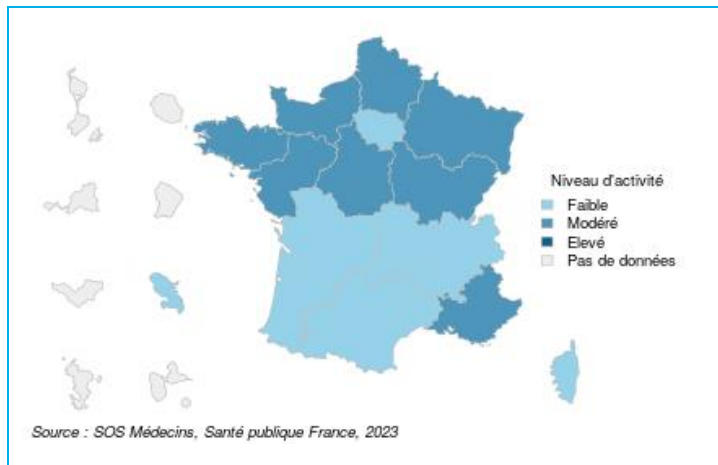 Niveau d'activité
Faible
Modéré
Elevé
Pas de données
Source : SOS Médecins, Santé publique France, 2023